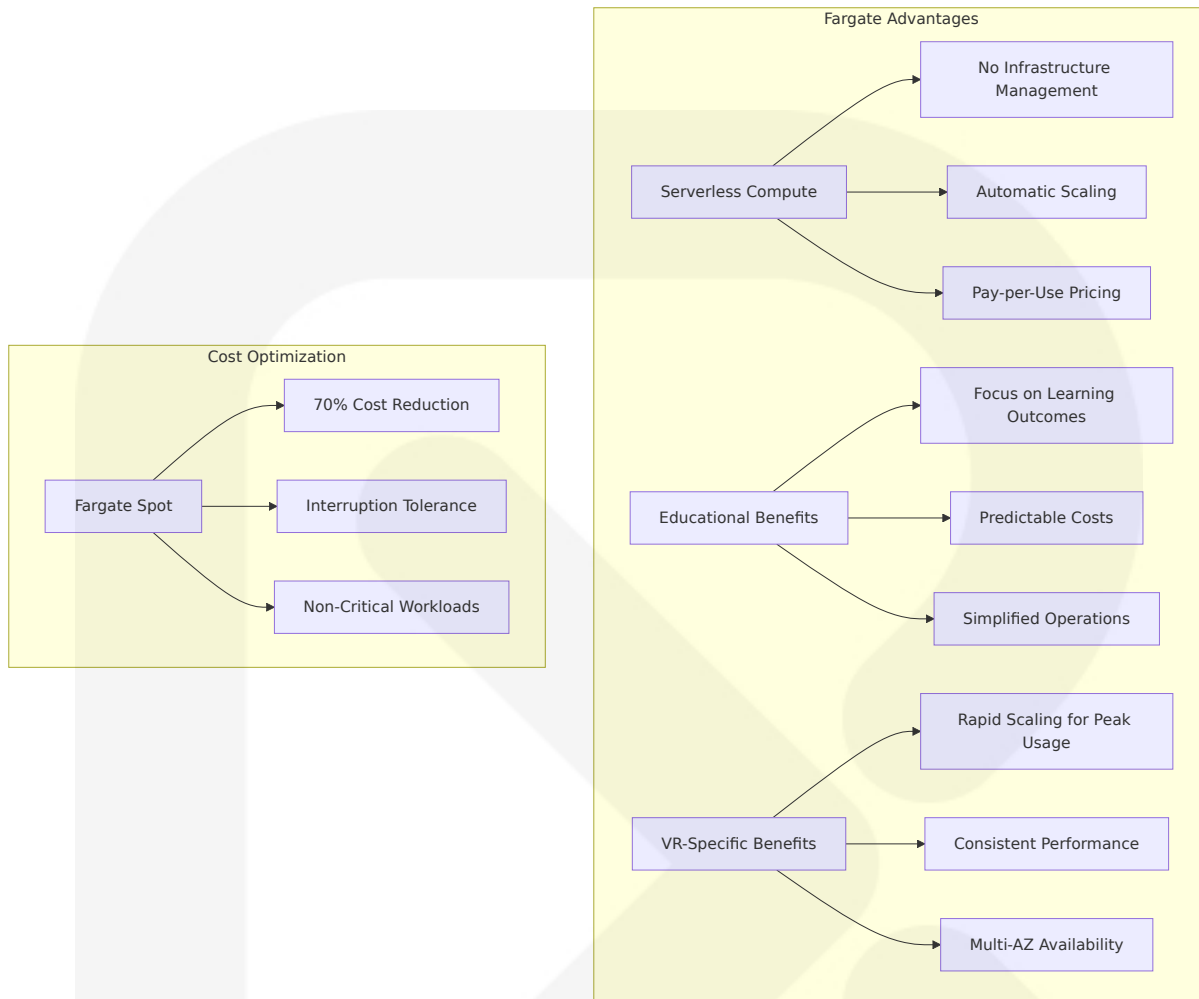 Fargate Advantages
No Infrastructure
Management
Serverless Compute
Automatic Scaling
Pay-per-Use Pricing
Focus on Learning
Outcomes
Educational Benefits
Predictable Costs
Simplified Operations
Rapid Scaling for Peak
Usage
VR-Specific Benefits
Consistent Performance
Multi-AZ Availability
Cost Optimization
70% Cost Reduction
Fargate Spot
Interruption Tolerance
Non-Critical Workloads